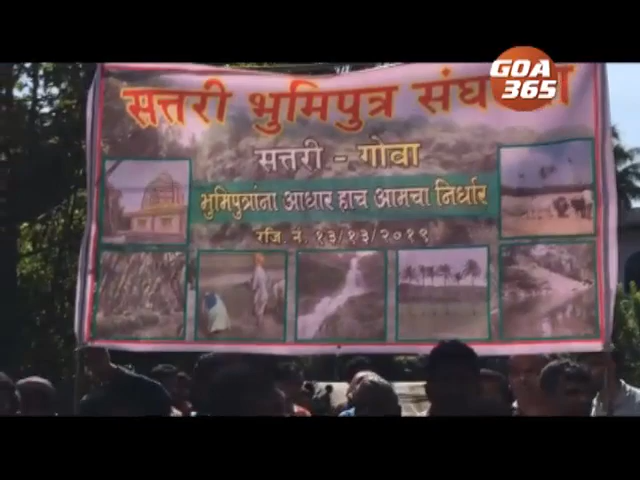 GOA
365
सत्तरी भुमिपुत्र
सत्तरी - गोवा
भुमिपुत्रांना आधार हाच आमचा निर्धार
रजि. नं. १३/१३/२०१९